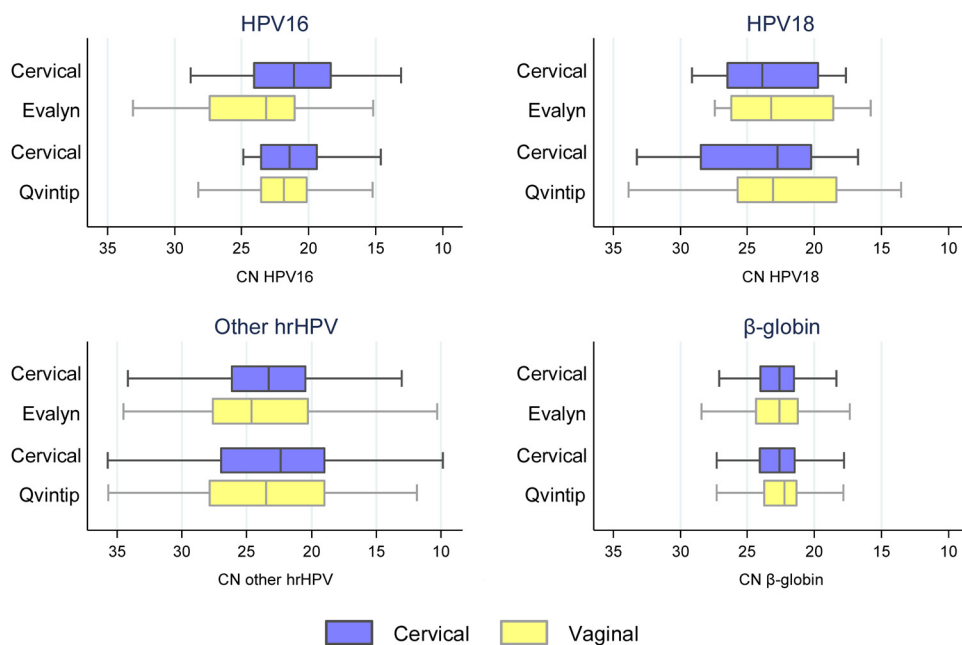 HPV16
Cervical
Evalyn
Cervical
Qvintip
35 30 25 20 15 10
CN HPV16
HPV18
Cervical
Evalyn
Cervical
Qvintip
35 30 25 20 15 10
CN HPV18
Other hrHPV
Cervical
Evalyn
Cervical
Qvintip
35 30 25 20 15 10
CN other hrHPV
β-globin
Cervical
Evalyn
Cervical
Qvintip
35 30 25 20 15 10
CN β-globin
Cervical Vaginal